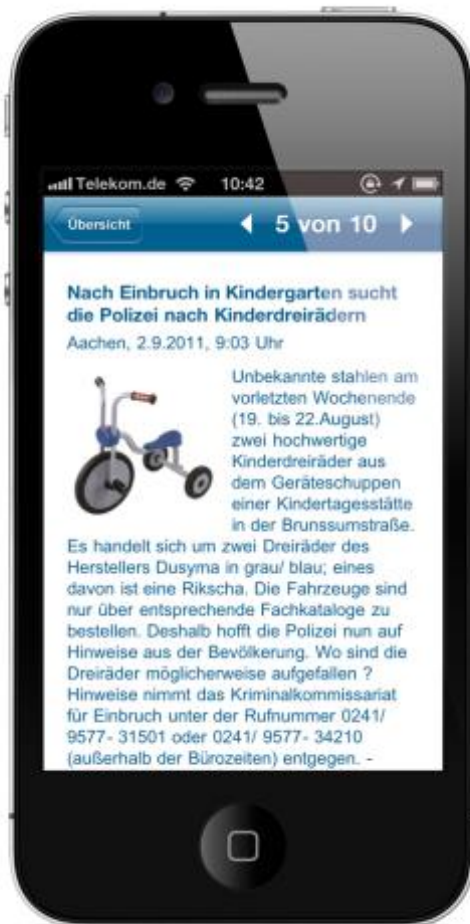 Telekom.de 10:42
Übersicht 5 von 10
Nach Einbruch in Kindergarten sucht
die Polizei nach Kinderdreirädern
Aachen, 2.9.2011, 9:03 Uhr
Unbekannte stahlen am
vorletzten Wochenende
(19. bis 22.August)
zwei hochwertige
Kinderdreiräder aus
dem Geräteschuppen
einer Kindertagesstätte
in der Brunssumstraße.
Es handelt sich um zwei Dreiräder des
Herstellers Dusyma in grau/ blau; eines
davon ist eine Rikscha. Die Fahrzeuge sind
nur über entsprechende Fachkataloge zu
bestellen. Deshalb hofft die Polizei nun auf
Hinweise aus der Bevölkerung. Wo sind die
Dreiräder möglicherweise aufgefallen ?
Hinweise nimmt das Kriminalkommissariat
für Einbruch unter der Rufnummer 0241/
9577- 31501 oder 0241/ 9577- 34210
(außerhalb der Bürozeiten) entgegen. -